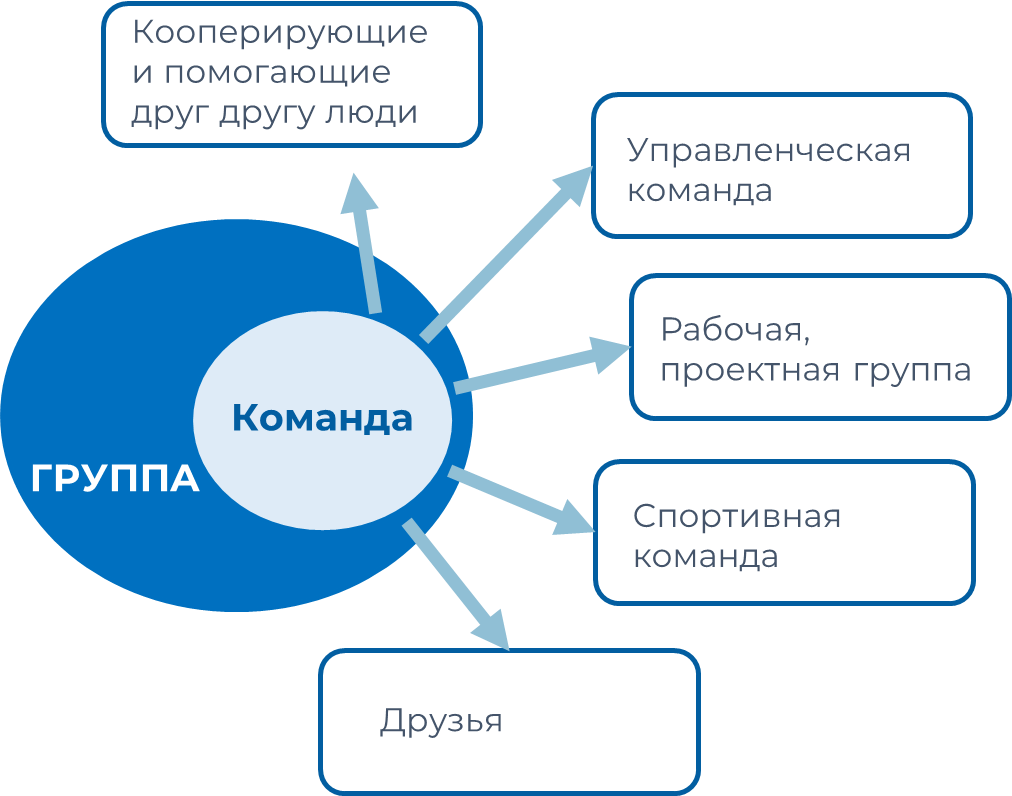 Кооперирующие
и помогающие
друг другу люди
Управленческая
команда
Рабочая,
проектная группа
Команда
ГРУППА
Спортивная
команда
Друзья